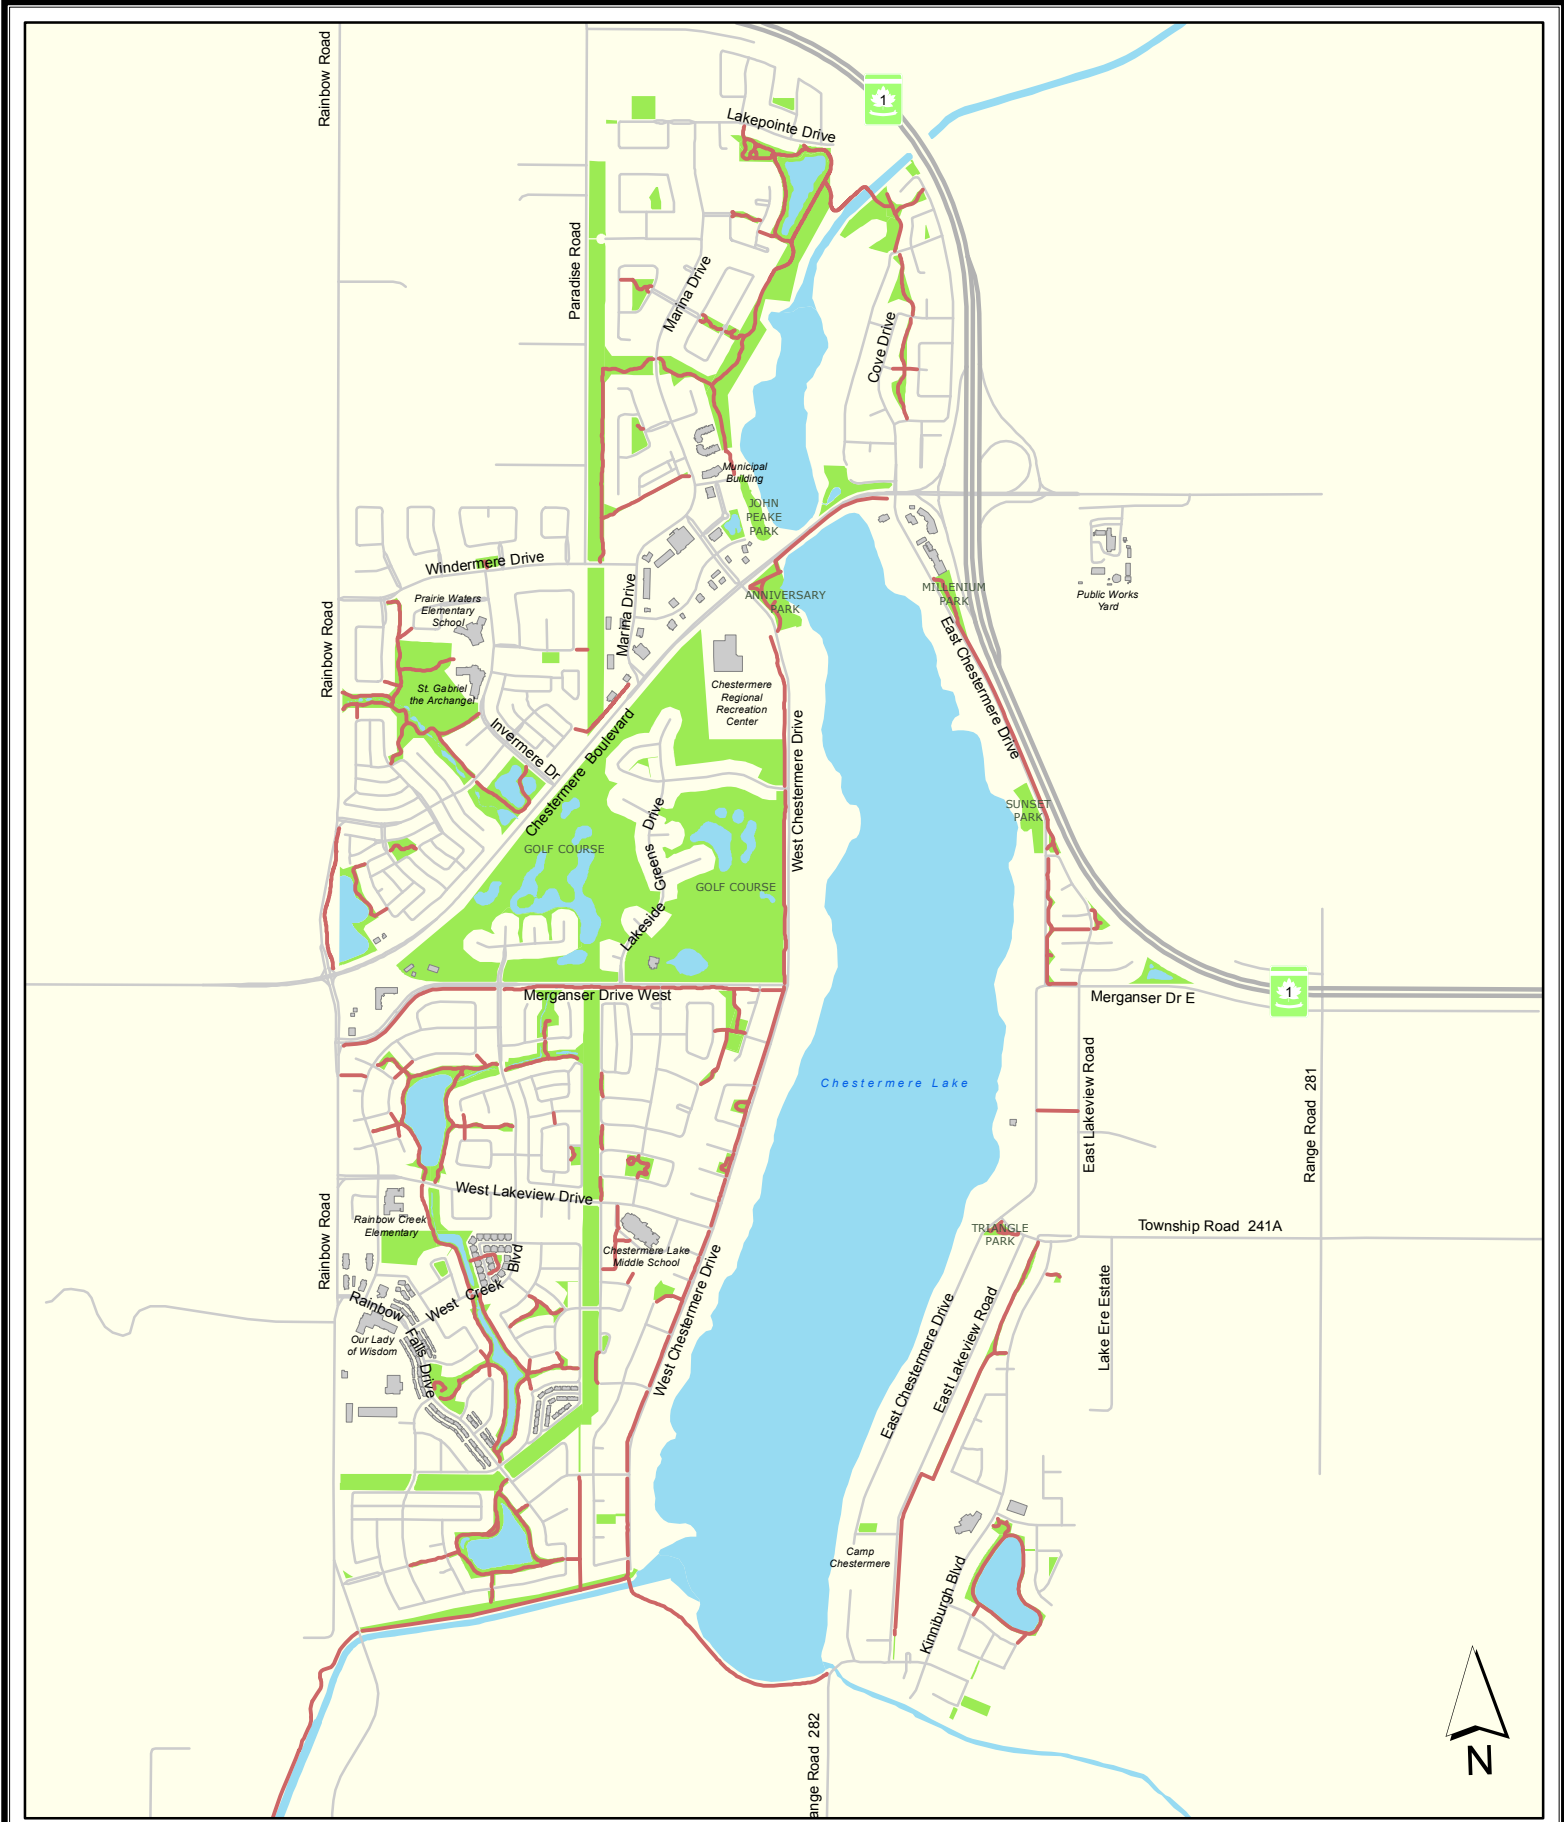 Rainbow Road
1
Lakepointe Drive
Paradise Road
Marina Drive
Cove Drive
Municipal
Building
JOHN
PEAKE
PARK
Windermere Drive
Prairie Waters
Elementary
School
Marina Drive
ANNIVERSARY
PARK
MILLENIUM
PARK
Public Works
Yard
Rainbow Road
St. Gabriel
the Archangel
Chestermere
Regional
Recreation
Center
East Chestermere Drive
Invermere Dr
Chestermere Boulevard
West Chestermere Drive
SUNSET
PARK
GOLF COURSE
Lakeside Greens Drive
GOLF COURSE
Merganser Drive West
Merganser Dr E
1
Chestermere Lake
East Lakeview Road
Range Road 281
West Lakeview Drive
Rainbow Road
Rainbow Creek
Elementary
Chestermere Lake
Middle School
TRIANGLE
PARK
Township Road 241A
West Creek Blvd
Rainbow Falls Drive
Our Lady
of Wisdom
West Chestermere Drive
East Chestermere Drive
East Lakeview Road
Lake Ere Estate
Camp
Chestermere
Kinniburgh Blvd
ange Road 282
N